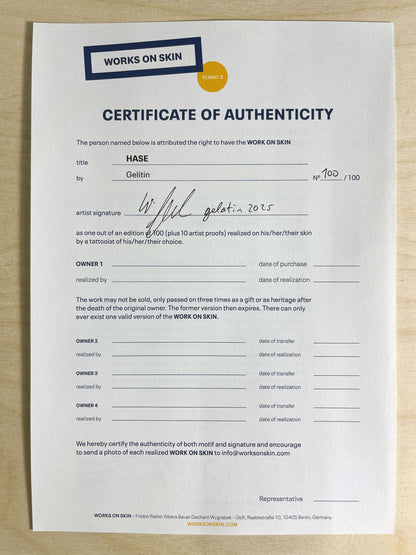 WORKS ON SKIN
FLIGHT 3
CERTIFICATE OF AUTHENTICITY
The person named below is attributed the right to have the WORK ON SKIN
title HASE
by Gelitin N° 100 / 100
artist signature gelatin 2025
as one out of an edition of 100 (plus 10 artist proofs) realized on his/her/their skin
by a tattooist of his/her/their choice.
OWNER 1 date of purchase
realized by date of realization
The work may not be sold, only passed on three times as a gift or as heritage after
the death of the original owner. The former version then expires. There can only
ever exist one valid version of the WORK ON SKIN.
OWNER 2 date of transfer
realized by date of realization
OWNER 3 date of transfer
realized by date of realization
OWNER 4 date of transfer
realized by date of realization
We hereby certify the authenticity of both motif and signature and encourage
to send a photo of each realized WORK ON SKIN to info@worksonskin.com
Representative
WORKS ON SKIN – Friebe Walter Albers Bauer Dechant Wygrabek - GbR, Raabestraße 10, 10405 Berlin, Germany
WORKSONSKIN.COM